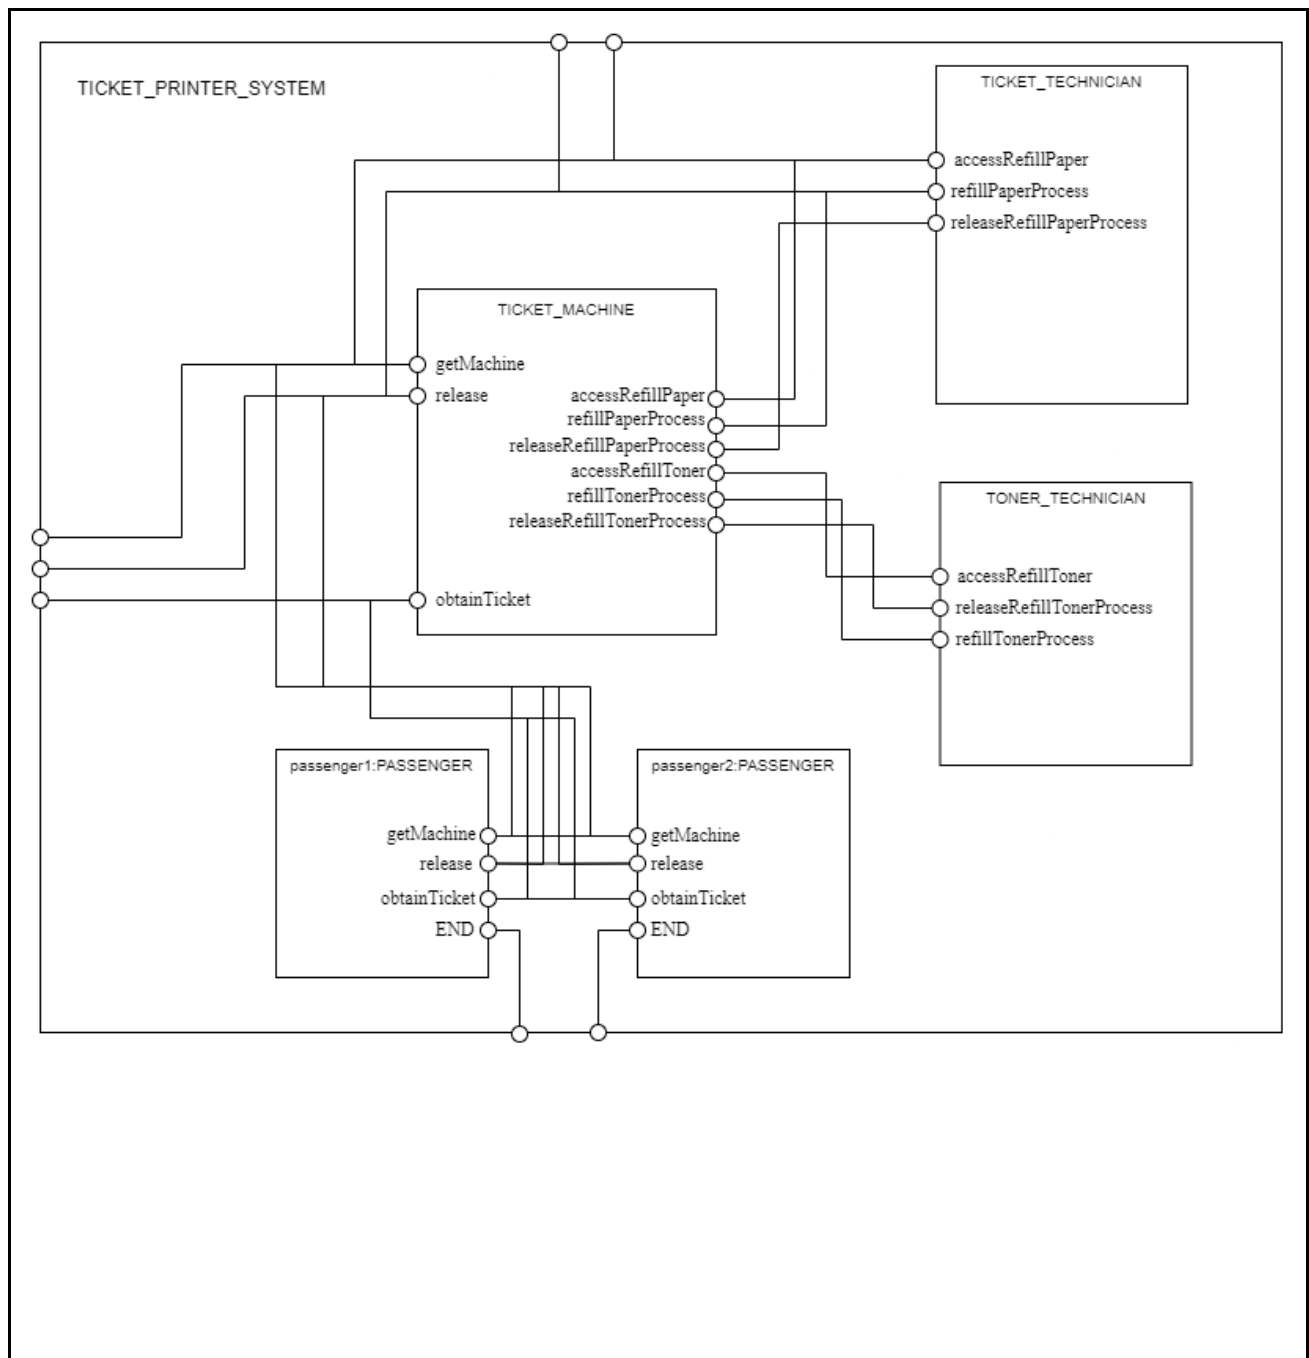 TICKET_PRINTER_SYSTEM
TICKET_TECHNICIAN
accessRefillPaper
refillPaperProcess
releaseRefillPaperProcess
TICKET_MACHINE
getMachine
release
accessRefillPaper
refillPaperProcess
releaseRefillPaperProcess
accessRefillToner
refillTonerProcess
releaseRefillTonerProcess
obtainTicket
TONER_TECHNICIAN
accessRefillToner
releaseRefillTonerProcess
refillTonerProcess
passenger1:PASSENGER
getMachine
release
obtainTicket
END
passenger2:PASSENGER
getMachine
release
obtainTicket
END